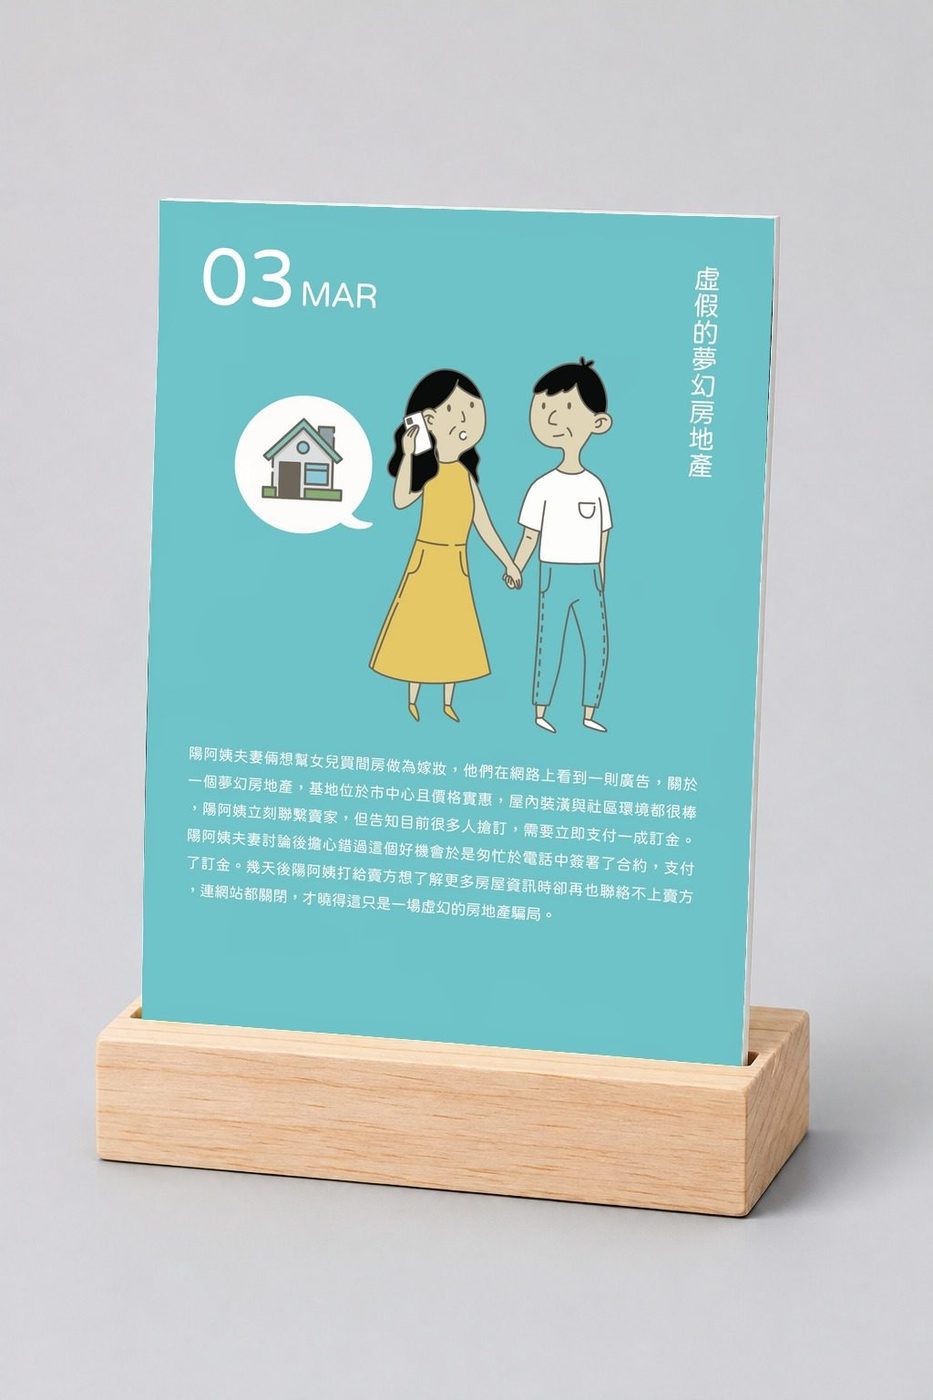 03 MAR
虛假的夢幻房地產
陽阿姨夫妻倆想幫女兒買間房做為嫁妝，他們在網路上看到一則廣告，關於
一個夢幻房地產，基地位於市中心且價格實惠，屋內裝潢與社區環境都很棒
，陽阿姨立刻聯繫賣家，但告知目前很多人搶訂，需要立即支付一成訂金。
陽阿姨夫妻討論後擔心錯過這個好機會於是匆忙於電話中簽署了合約，支付
了訂金。幾天後陽阿姨打給賣方想了解更多房屋資訊時卻再也聯絡不上賣方
，連網站都關閉，才曉得這只是一場虛幻的房地產騙局。